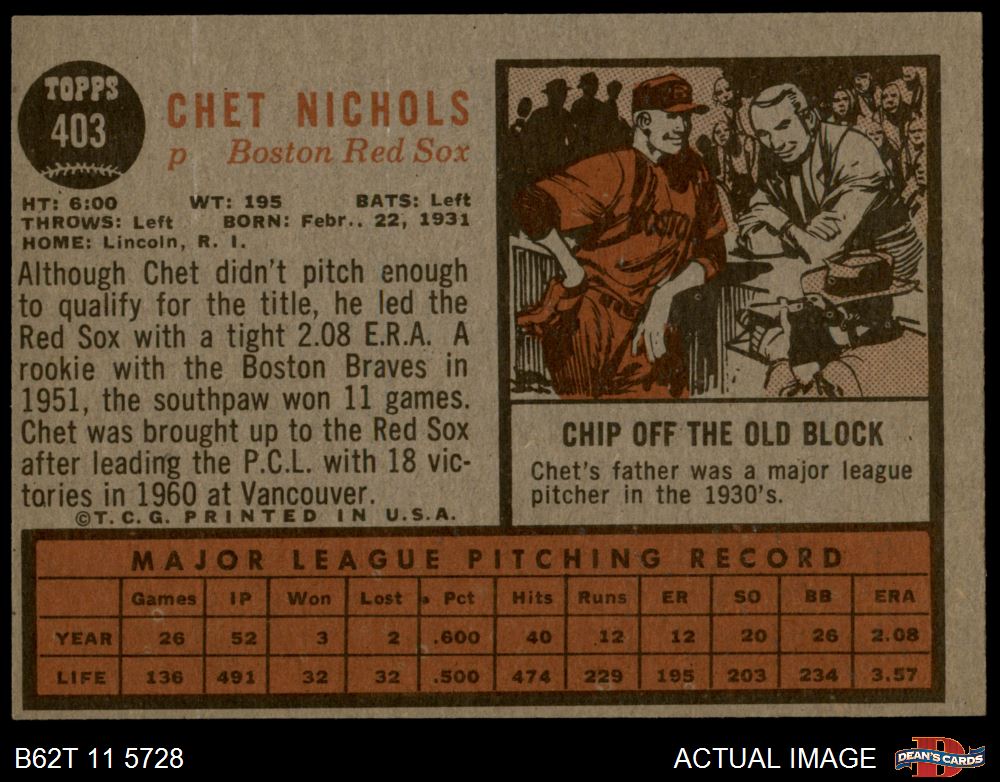 TOPPS
403
CHET NICHOLS
p Boston Red Sox
HT: 6:00 WT: 195 BATS: Left
THROWS: Left BORN: Febr.. 22, 1931
HOME: Lincoln, R. I.
Although Chet didn't pitch enough
to qualify for the title, he led the
Red Sox with a tight 2.08 E.R.A. A
rookie with the Boston Braves in
1951, the southpaw won 11 games.
Chet was brought up to the Red Sox
after leading the P.C.L. with 18 vic-
tories in 1960 at Vancouver.
©T. C. G. PRINTED IN U.S.A.
B
BOSTON
CHIP OFF THE OLD BLOCK
Chet's father was a major league
pitcher in the 1930's.
MAJOR LEAGUE PITCHING RECORD
Games IP Won Lost Pct Hits Runs ER SO BB ERA
YEAR 26 52 3 2 .600 40 12 12 20 26 2.08
LIFE 136 491 32 32 .500 474 229 195 203 234 3.57
B62T 11 5728
ACTUAL IMAGE
D
DEAN'S CARDS